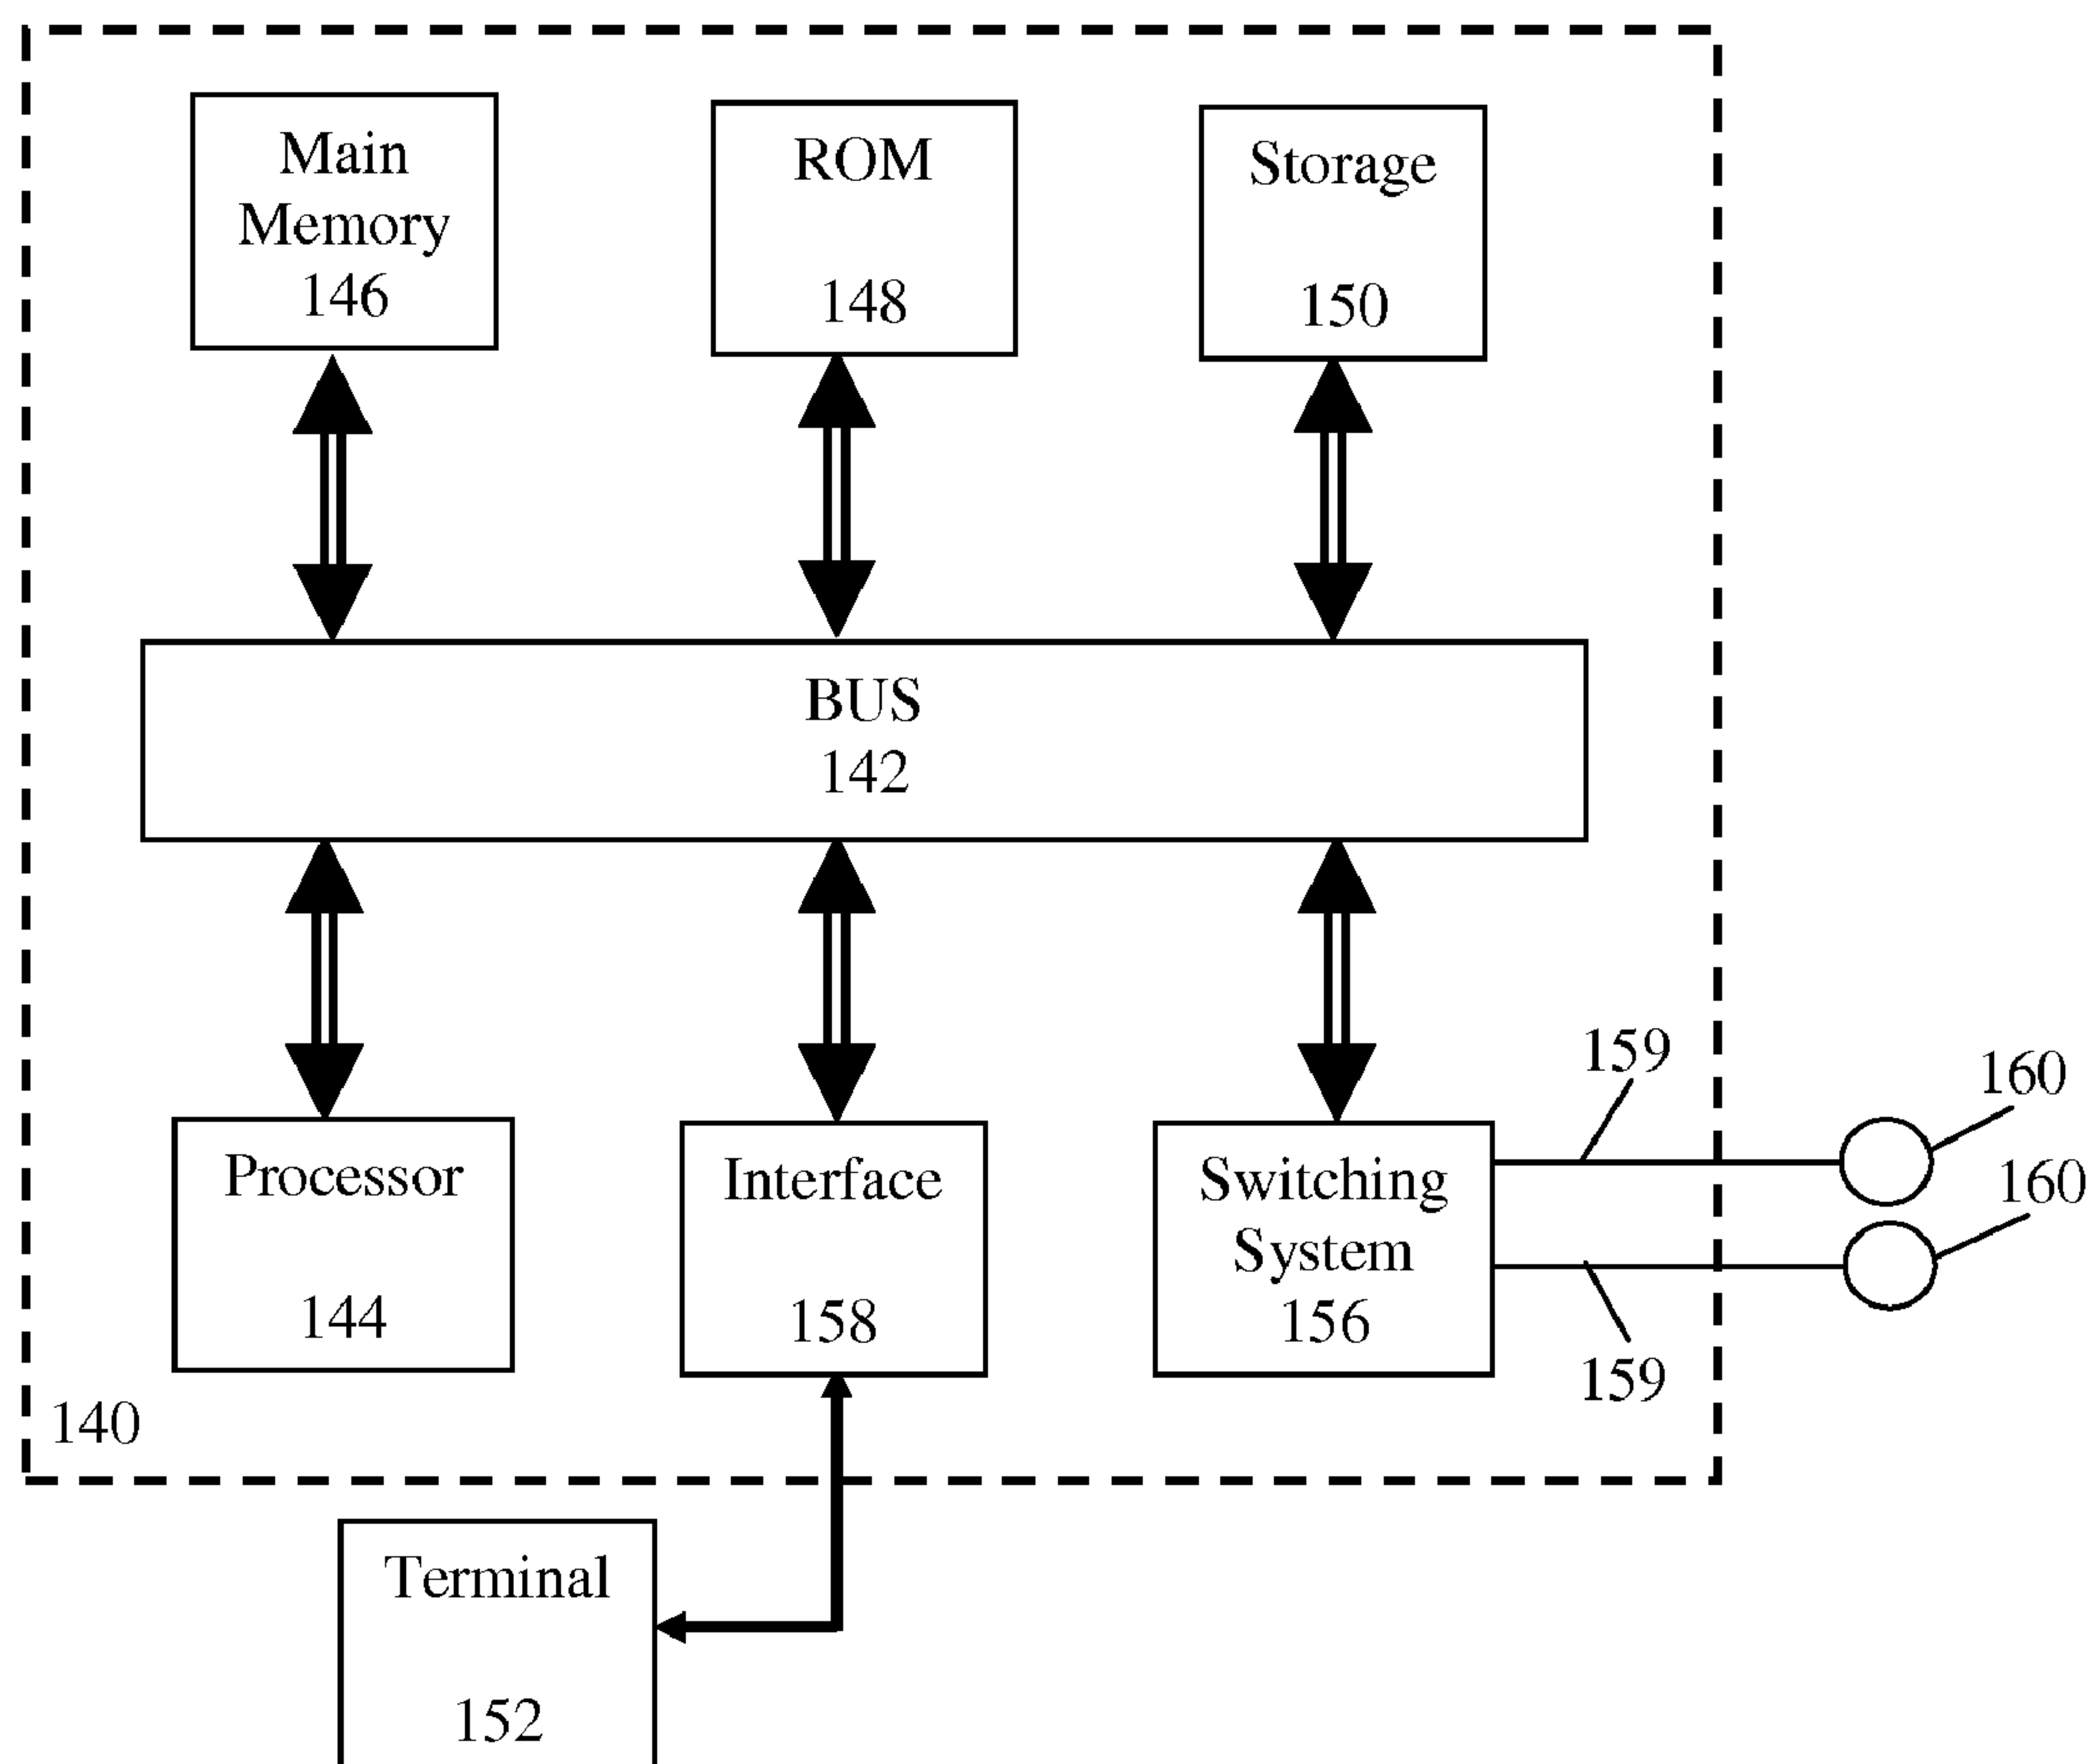 Main
Memory
146
ROM
148
Storage
150
BUS
142
Processor
144
Interface
158
Switching
System
156
159
159
160
160
140
Terminal
152